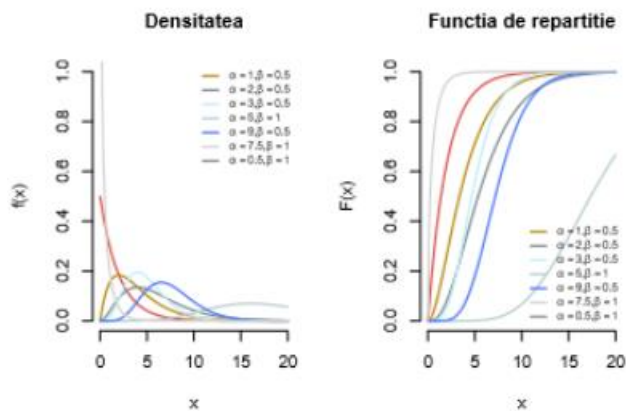 Densitatea
f(x)
1.0
0.8
0.6
0.4
0.2
0.0
α = 1,β = 0.5
α = 2,β = 0.5
α = 3,β = 0.5
α = 5,β = 1
α = 9,β = 0.5
α = 7.5,β = 1
α = 0.5,β = 1
0 5 10 15 20
x
Functia de repartitie
F(x)
1.0
0.8
0.6
0.4
0.2
0.0
α = 1,β = 0.5
α = 2,β = 0.5
α = 3,β = 0.5
α = 5,β = 1
α = 9,β = 0.5
α = 7.5,β = 1
α = 0.5,β = 1
0 5 10 15 20
x